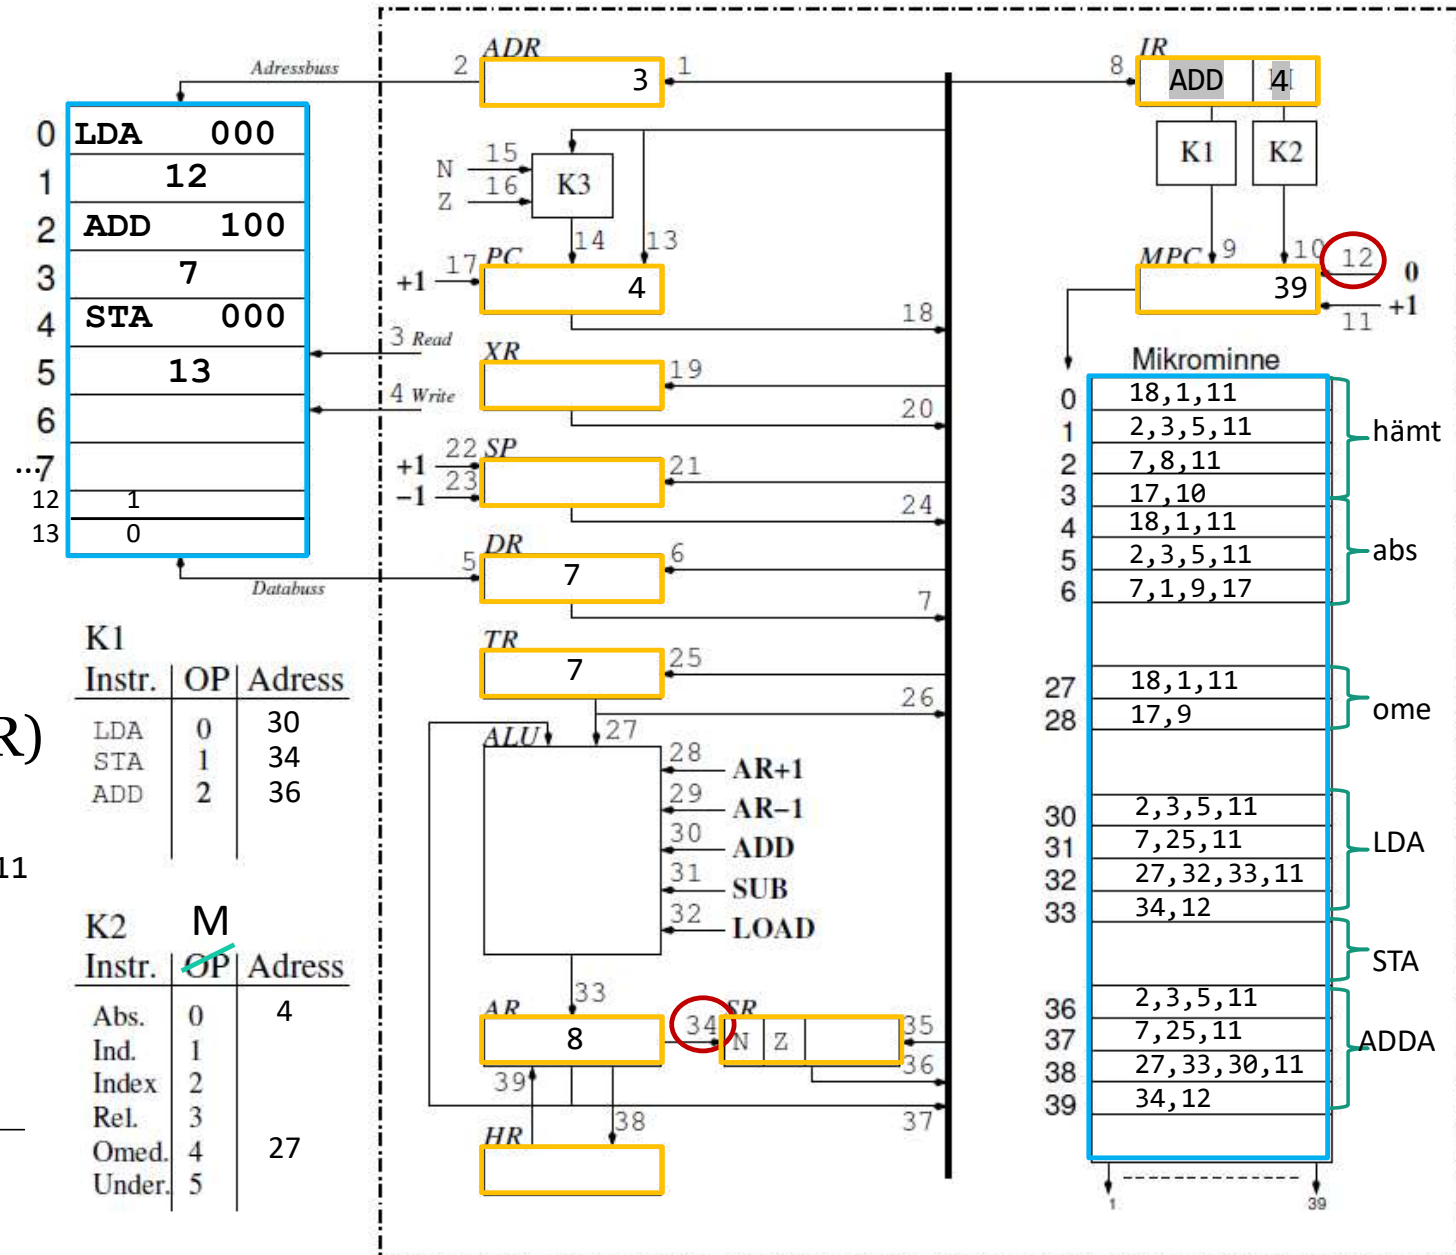 ADR
IR
Adressbuss
2
3
1
8
ADD
4
0 LDA 000
1 12
2 ADD 100
3 7
4 STA 000
5 13
6
...7
12 1
13 0
N 15
Z 16
K3
14
13
K1
K2
9
10
12
0
MPC
39
+1
11
+1 17 PC
4
18
3 Read
4 Write
XR
19
20
+1 22 SP
-1 23
21
24
DR
5
7
6
7
Databuss
TR
7
25
26
27
ALU
28 AR+1
29 AR−1
30 ADD
31 SUB
32 LOAD
33
AR
8
34
SR
N Z
35
36
37
39
38
HR
Mikrominne
0 18,1,11
1 2,3,5,11
2 7,8,11
3 17,10
hämt
4 18,1,11
5 2,3,5,11
6 7,1,9,17
abs
27 18,1,11
28 17,9
ome
30 2,3,5,11
31 7,25,11
32 27,32,33,11
33 34,12
LDA
STA
36 2,3,5,11
37 7,25,11
38 27,33,30,11
39 34,12
ADDA
1
39
K1
Instr. OP Adress
LDA 0 30
STA 1 34
ADD 2 36
R)
11
K2 M
Instr. OP Adress
Abs. 0 4
Ind. 1
Index 2
Rel. 3
Omed. 4 27
Under. 5